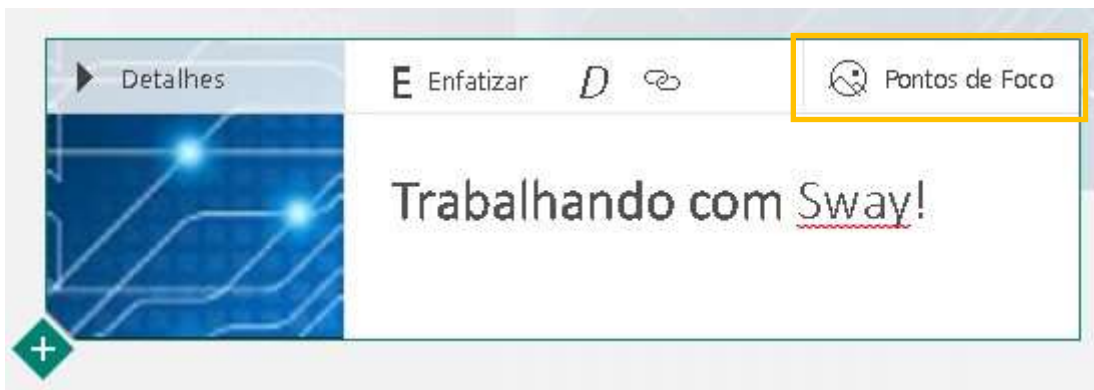 Detalhes
E Enfatizar D
Pontos de Foco
Trabalhando com Sway!